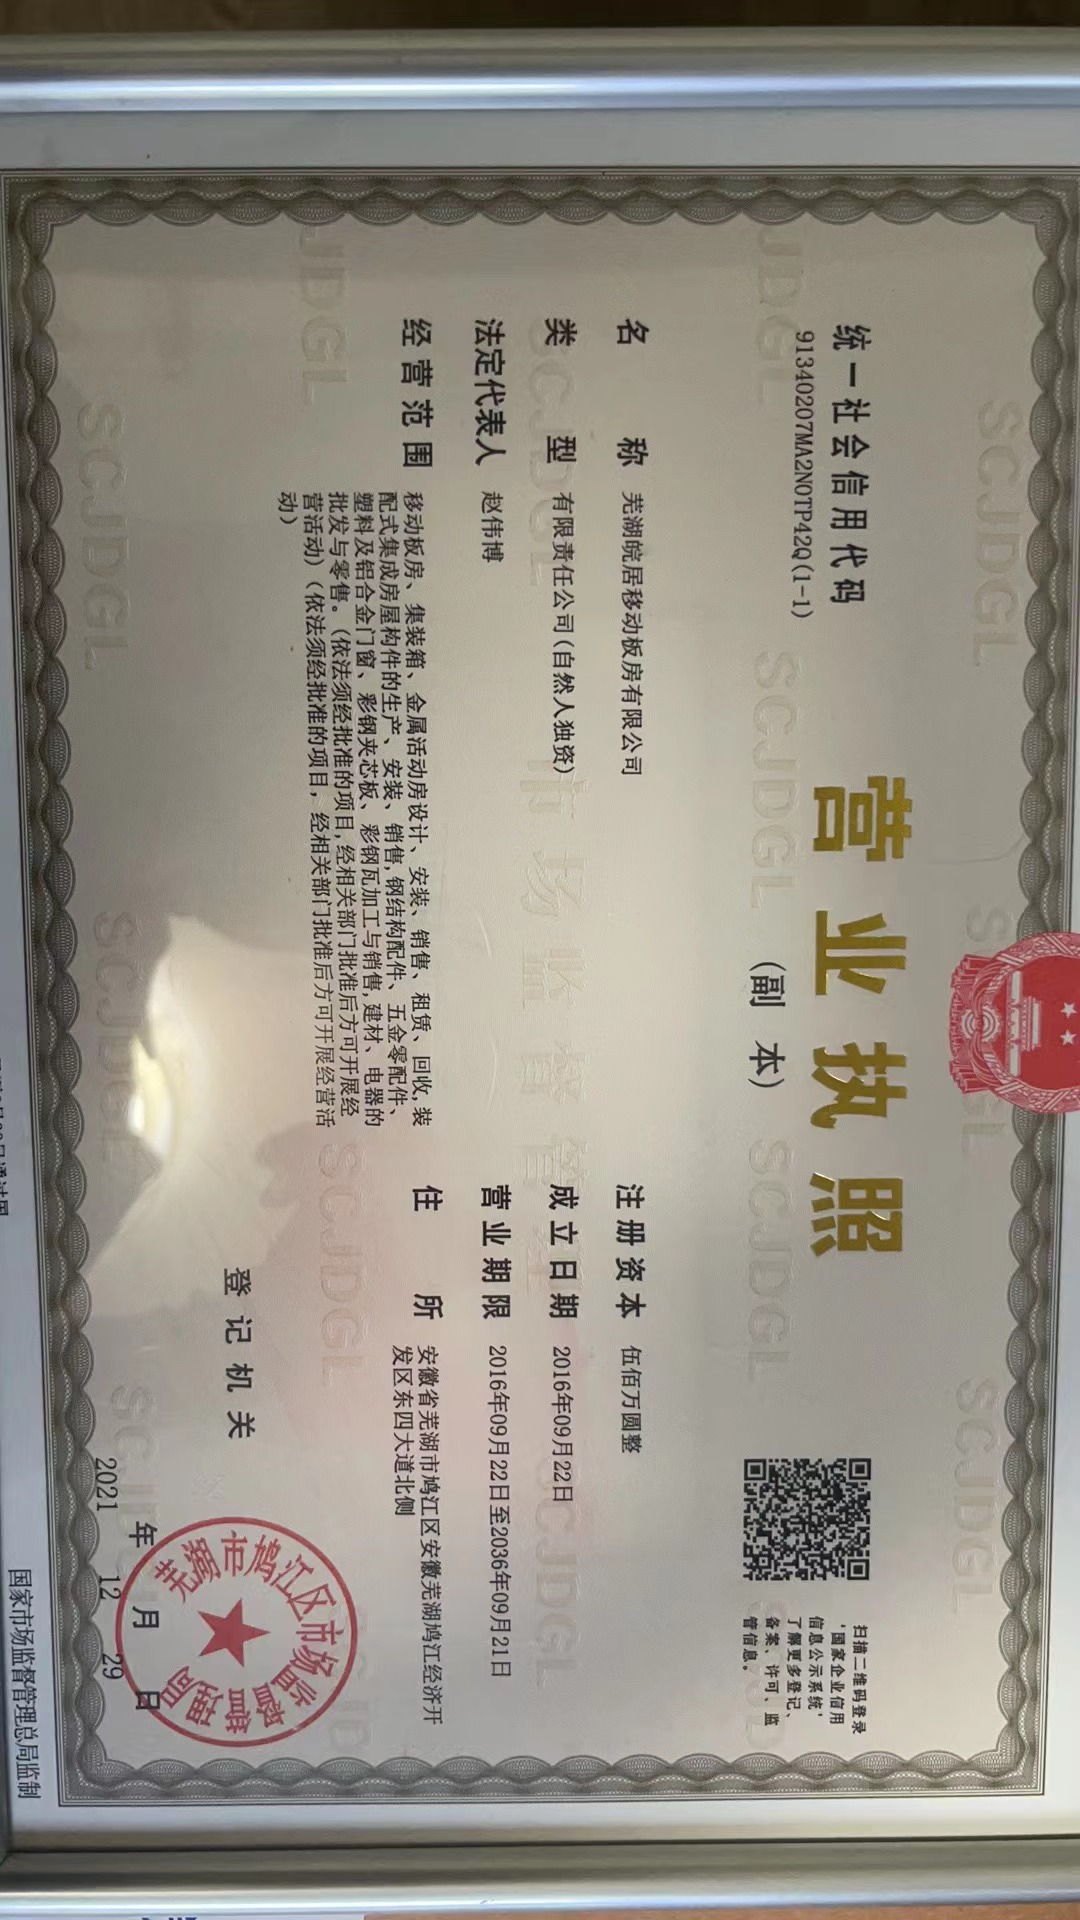 统一社会信用代码
91340207MA2N0TP42Q(1-1)
营业执照
(副 本)
扫描二维码登录
'国家企业信用
信息公示系统'
了解更多登记、
备案、许可、监
管信息。
名 称 芜湖皖居移动板房有限公司
类 型 有限责任公司(自然人独资)
法定代表人 赵伟博
经营范围 移动板房、集装箱、金属活动房设计、安装、销售、租赁、回收,装
配式集成房屋构件的生产、安装、销售,钢结构配件、五金零配件、
塑料及铝合金门窗、彩钢夹芯板、彩钢瓦加工与销售,建材、电器的
批发与零售。(依法须经批准的项目,经相关部门批准后方可开展经
营活动)(依法须经批准的项目,经相关部门批准后方可开展经营活
动)
注册资本 伍佰万圆整
成立日期 2016年09月22日
营业期限 2016年09月22日至2036年09月21日
住 所 安徽省芜湖市鸠江区安徽芜湖鸠江经济开
发区东四大道北侧
登记机关
芜湖市鸠江区市场监督管理局
2021 年 12 月 29 日
国家市场监督管理总局监制
SCJDGL
市场监督管理